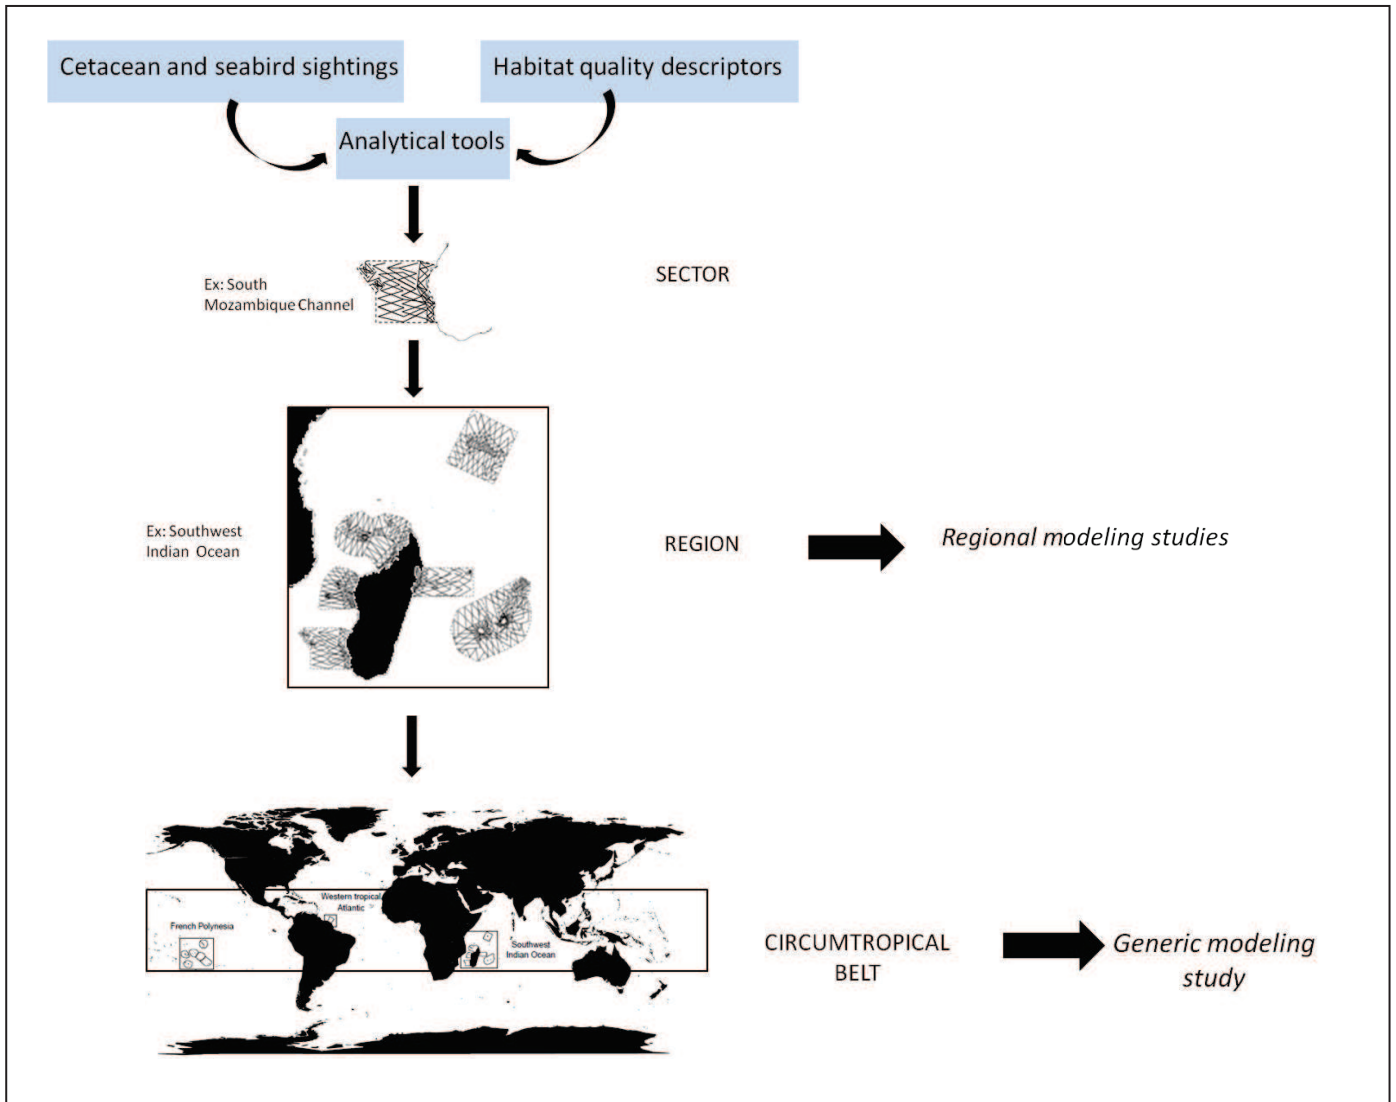 Cetacean and seabird sightings
Habitat quality descriptors
Analytical tools
Ex: South
Mozambique Channel
SECTOR
Ex: Southwest
Indian Ocean
REGION
Regional modeling studies
Western tropical
Atlantic
French Polynesia
Southwest
Indian Ocean
CIRCUMTROPICAL
BELT
Generic modeling
study